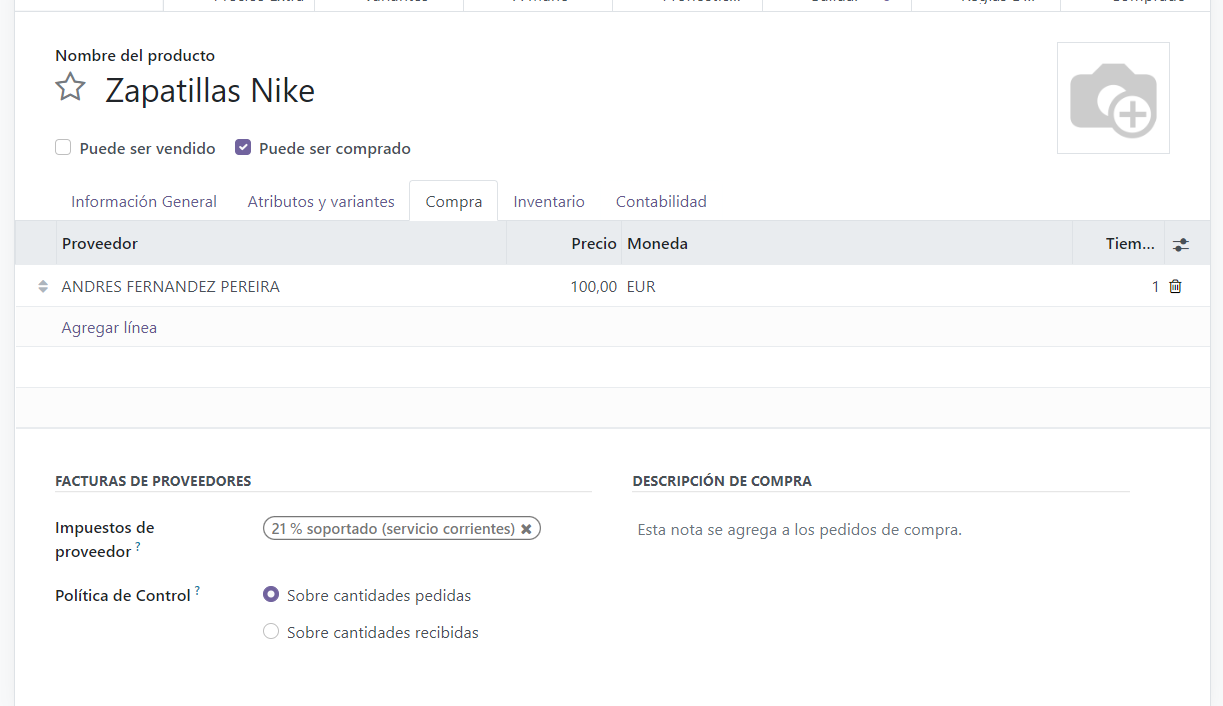 Nombre del producto
Zapatillas Nike
Puede ser vendido Puede ser comprado
Información General Atributos y variantes Compra Inventario Contabilidad
Proveedor Precio Moneda Tiem...
ANDRES FERNANDEZ PEREIRA 100,00 EUR 1
Agregar línea
FACTURAS DE PROVEEDORES
DESCRIPCIÓN DE COMPRA
Impuestos de
proveedor ?
21 % soportado (servicio corrientes)
Esta nota se agrega a los pedidos de compra.
Política de Control ?
Sobre cantidades pedidas
Sobre cantidades recibidas